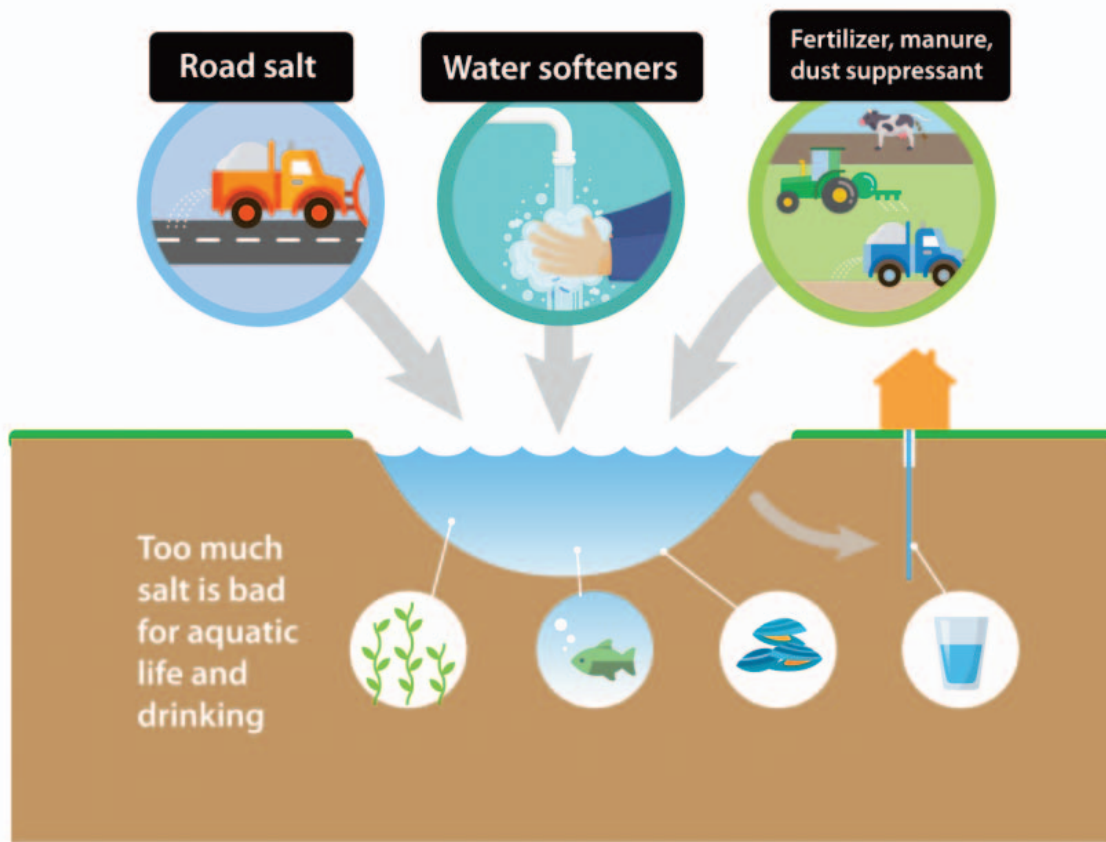 Road salt
Water softeners
Fertilizer, manure,
dust suppressant
Too much
salt is bad
for aquatic
life and
drinking